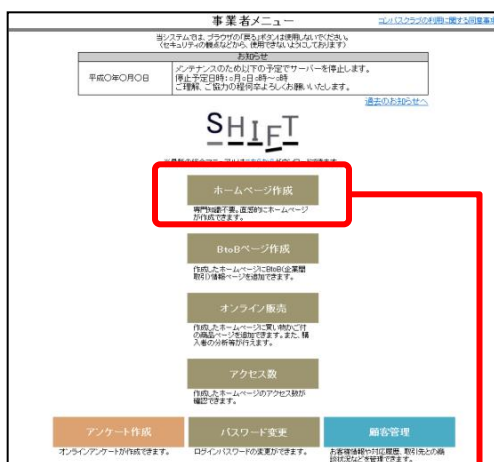 事業者メニュー
コンパスクラブの利用に関する同意事項
当システムでは、ブラウザの「戻る」ボタンは使用しないでください。
(セキュリティの観点などから、使用できないようにしております)
お知らせ
平成〇年〇月〇日
メンテナンスのため以下の予定でサーバーを停止します。
停止予定日時:○月○日○時～○時
ご理解、ご協力の程何卒よろしくお願いいたします。
過去のお知らせへ
SHIFT
ホームページ作成
専門知識不要。直感的にホームページ
が作成できます。
BtoBページ作成
作成したホームページにBtoB(企業間
取引)情報ページを追加できます。
オンライン販売
作成したホームページに買い物かご付
の商品ページを追加できます。また、購
入者の分析等が行えます。
アクセス数
作成したホームページのアクセス数が
確認できます。
アンケート作成
パスワード変更
顧客管理
オンラインアンケートが作成できます。
ログインパスワードの変更ができます。
お客様情報や対応履歴、取引先との商
談状況などを管理できます。